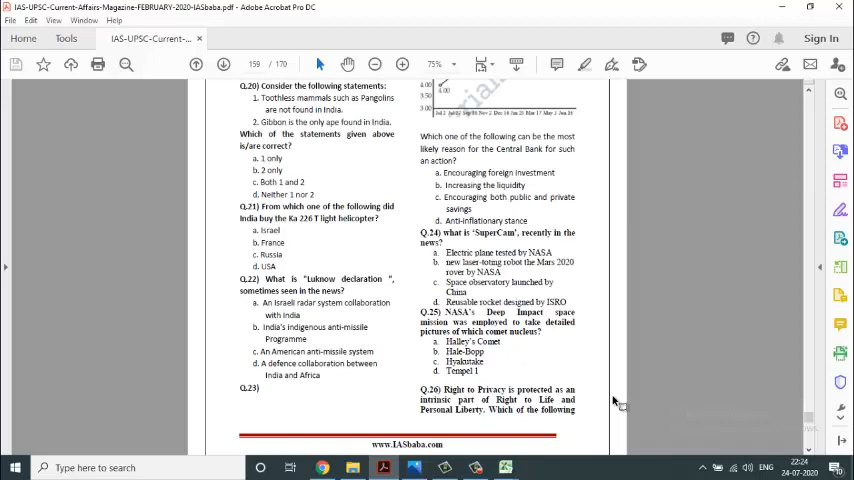 IAS-UPSC-Current-Affairs-Magazine-FEBRUARY-2020-IASbaba.pdf - Adobe Acrobat Pro DC
File Edit View Window Help
Home Tools IAS-UPSC-Current-... Sign In
159 / 170 75%
Q.20) Consider the following statements:
1. Toothless mammals such as Pangolins
are not found in India.
2. Gibbon is the only ape found in India.
Which of the statements given above
is/are correct?
a. 1 only
b. 2 only
c. Both 1 and 2
d. Neither 1 nor 2
Q.21) From which one of the following did
India buy the Ka 226 T light helicopter?
a. Israel
b. France
c. Russia
d. USA
Q.22) What is "Luknow declaration ",
sometimes seen in the news?
a. An Israeli radar system collaboration
with India
b. India's indigenous anti-missile
Programme
c. An American anti-missile system
d. A defence collaboration between
India and Africa
Q.23)
4.00
3.50
3.00
Which one of the following can be the most
likely reason for the Central Bank for such
an action?
a. Encouraging foreign investment
b. Increasing the liquidity
c. Encouraging both public and private
savings
d. Anti-inflationary stance
Q.24) what is 'SuperCam', recently in the
news?
a. Electric plane tested by NASA
b. new laser-toting robot the Mars 2020
rover by NASA
c. Space observatory launched by
China
d. Reusable rocket designed by ISRO
Q.25) NASA's Deep Impact space
mission was employed to take detailed
pictures of which comet nucleus?
a. Halley's Comet
b. Hale-Bopp
c. Hyakutake
d. Tempel 1
Q.26) Right to Privacy is protected as an
intrinsic part of Right to Life and
Personal Liberty. Which of the following
www.IASbaba.com
Type here to search
ENG
22:24
24-07-2020